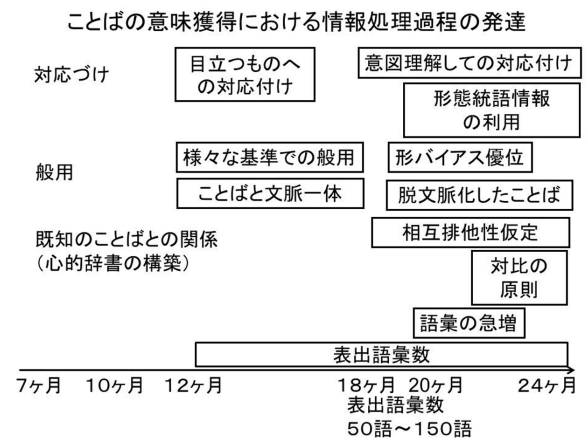 ことばの意味獲得における情報処理過程の発達
対応づけ
目立つものへ
の対応付け
意図理解しての対応付け
形態統語情報
の利用
般用
様々な基準での般用
形バイアス優位
ことばと文脈一体
脱文脈化したことば
既知のことばとの関係
（心的辞書の構築）
相互排他性仮定
対比の
原則
語彙の急増
表出語彙数
7ヶ月 10ヶ月 12ヶ月 18ヶ月 20ヶ月 24ヶ月
表出語彙数
50語～150語